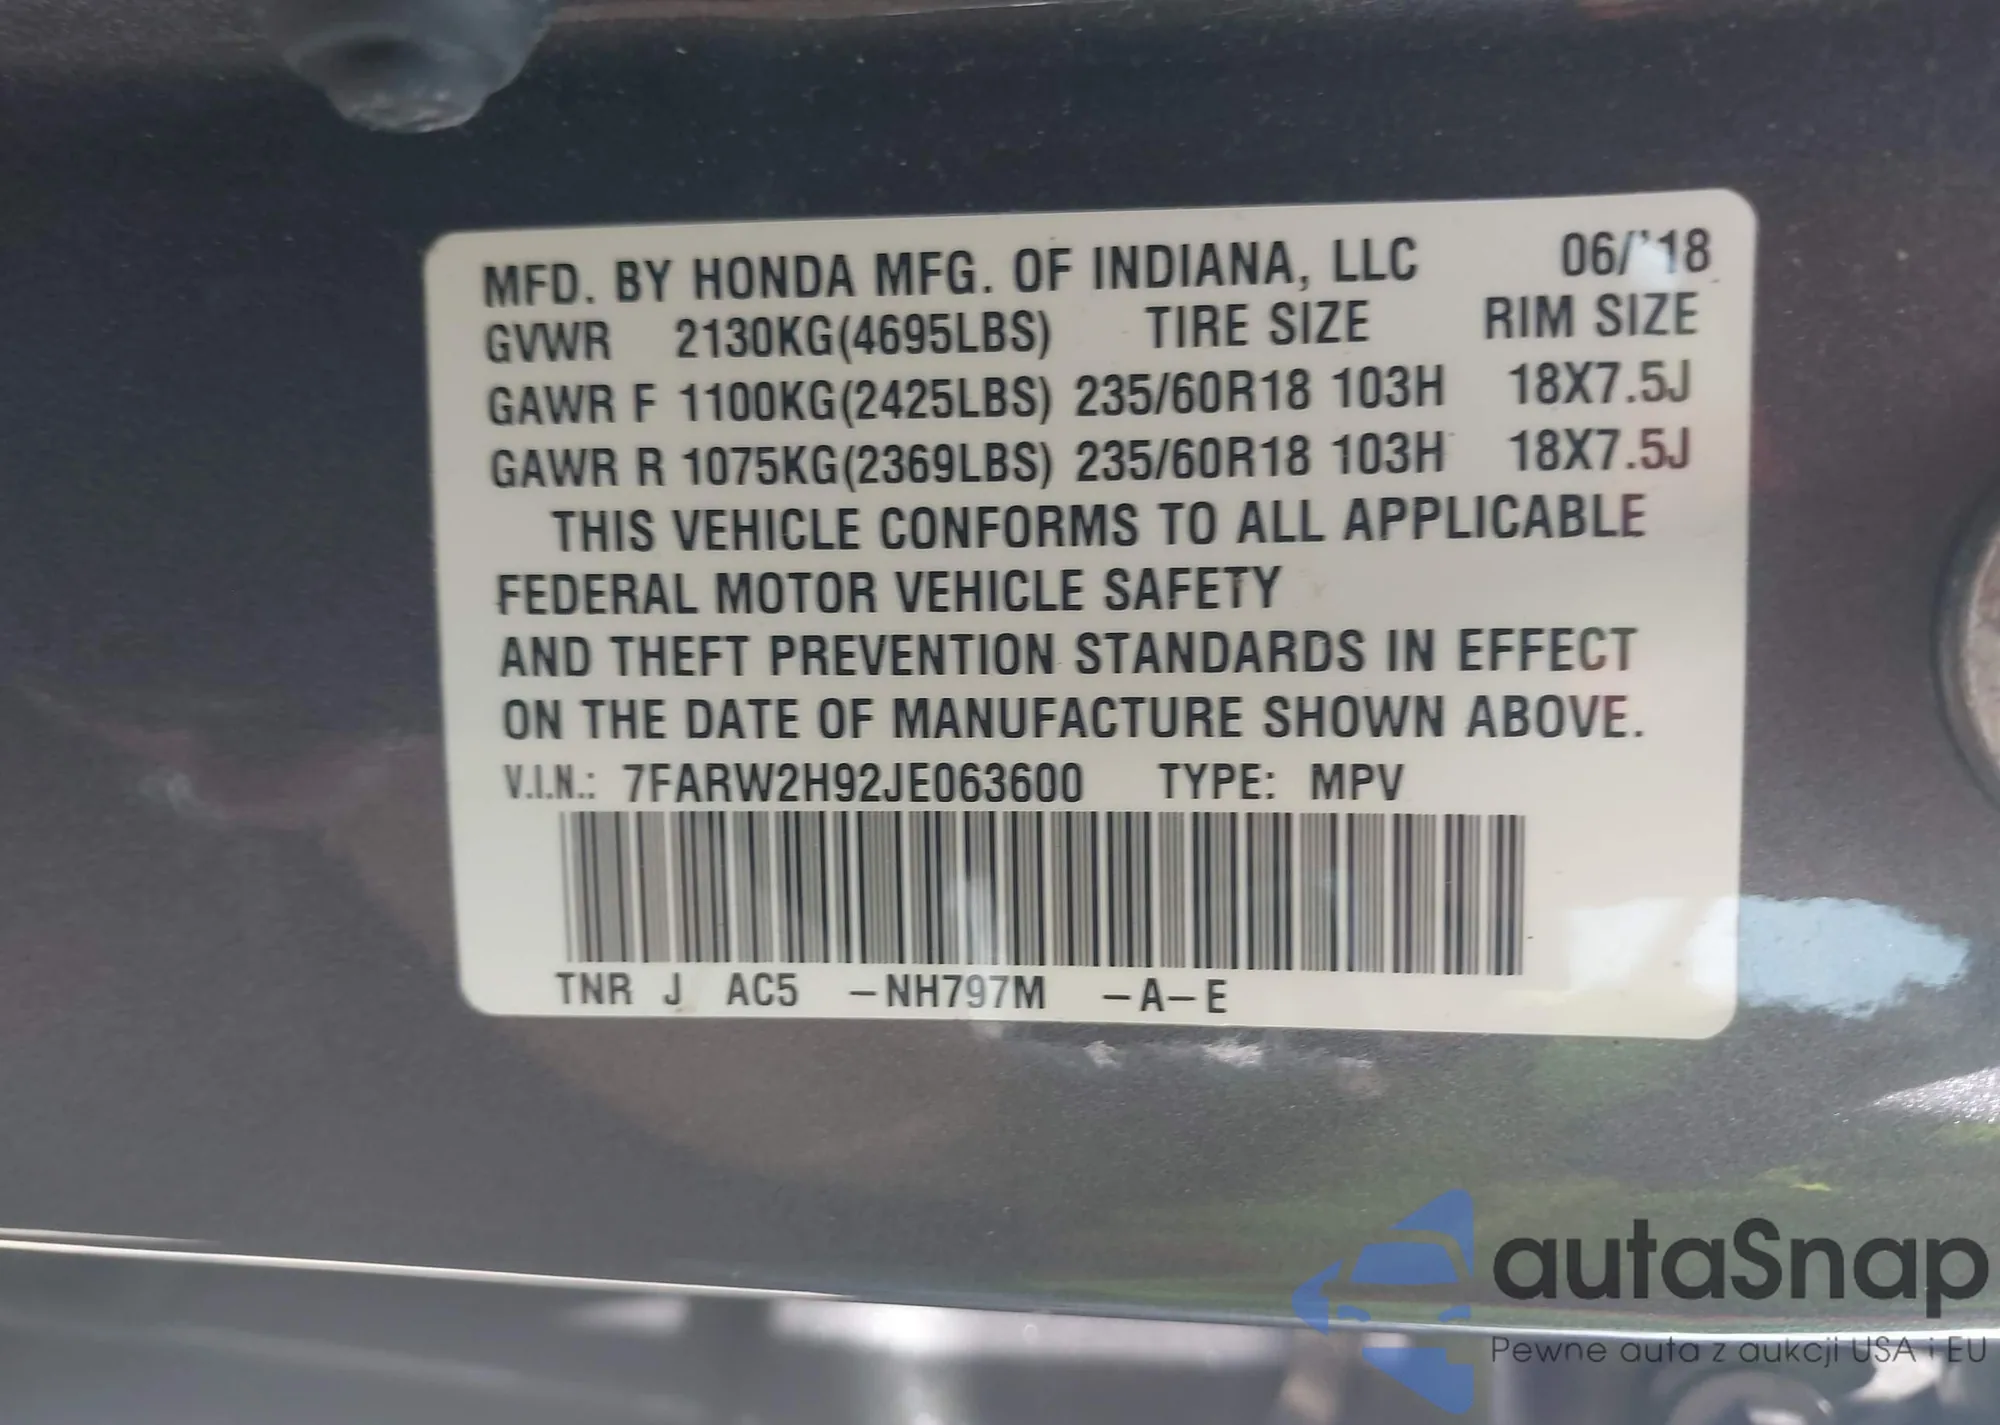 MFD. BY HONDA MFG. OF INDIANA, LLC 06/'18
GVWR 2130KG(4695LBS) TIRE SIZE RIM SIZE
GAWR F 1100KG(2425LBS) 235/60R18 103H 18X7.5J
GAWR R 1075KG(2369LBS) 235/60R18 103H 18X7.5J
THIS VEHICLE CONFORMS TO ALL APPLICABLE
FEDERAL MOTOR VEHICLE SAFETY
AND THEFT PREVENTION STANDARDS IN EFFECT
ON THE DATE OF MANUFACTURE SHOWN ABOVE.
V.I.N.: 7FARW2H92JE063600 TYPE: MPV
TNR J AC5 –NH797M –A–E
autaSnap
Pewne auta z aukcji USA i EU